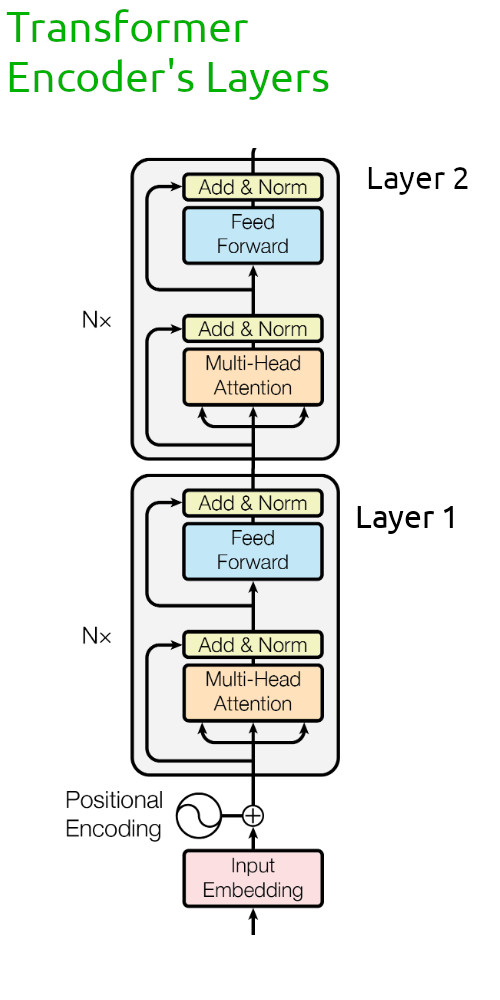 Transformer
Encoder's Layers
Layer 2
Add & Norm
Feed
Forward
N×
Add & Norm
Multi-Head
Attention
Add & Norm
Layer 1
Feed
Forward
N×
Add & Norm
Multi-Head
Attention
Positional
Encoding
Input
Embedding